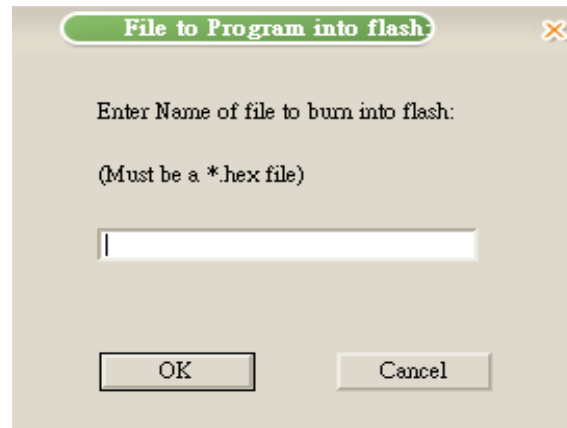 File to Program into flash:
Enter Name of file to burn into flash:
(Must be a *.hex file)
OK
Cancel